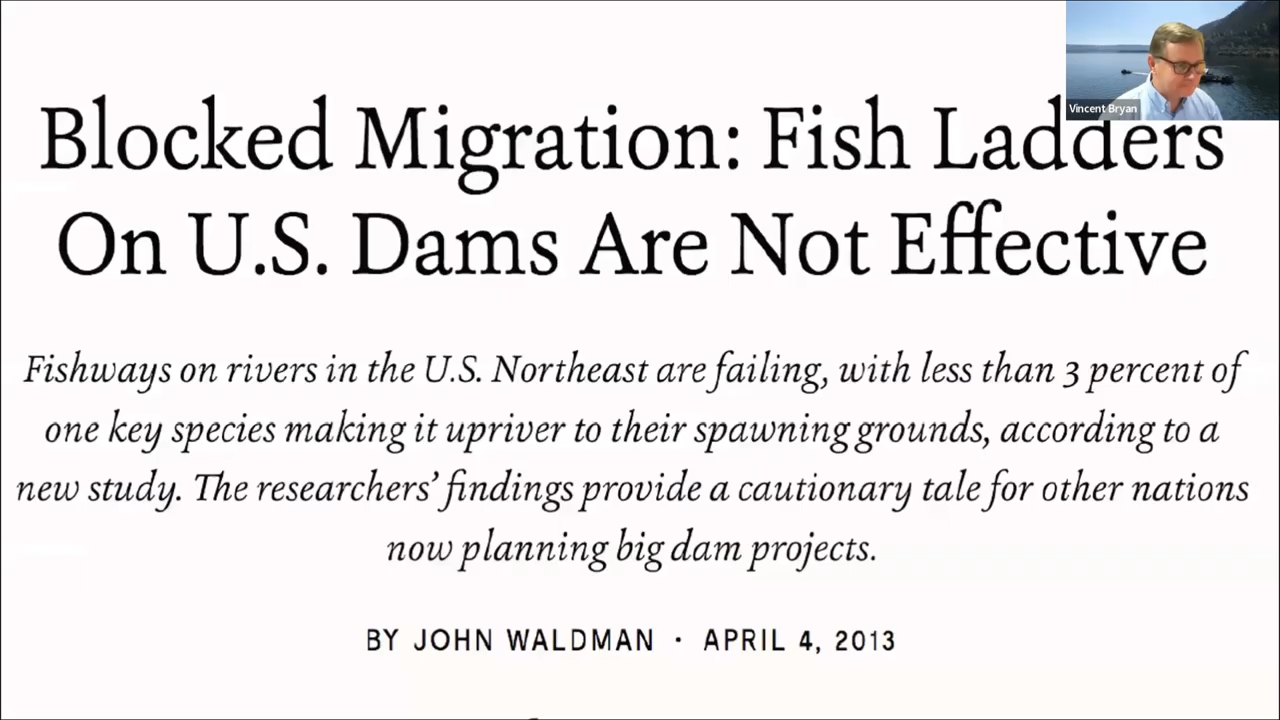 Vincent Bryan
Blocked Migration: Fish Ladders
On U.S. Dams Are Not Effective
Fishways on rivers in the U.S. Northeast are failing, with less than 3 percent of
one key species making it upriver to their spawning grounds, according to a
new study. The researchers’ findings provide a cautionary tale for other nations
now planning big dam projects.
BY JOHN WALDMAN · APRIL 4, 2013